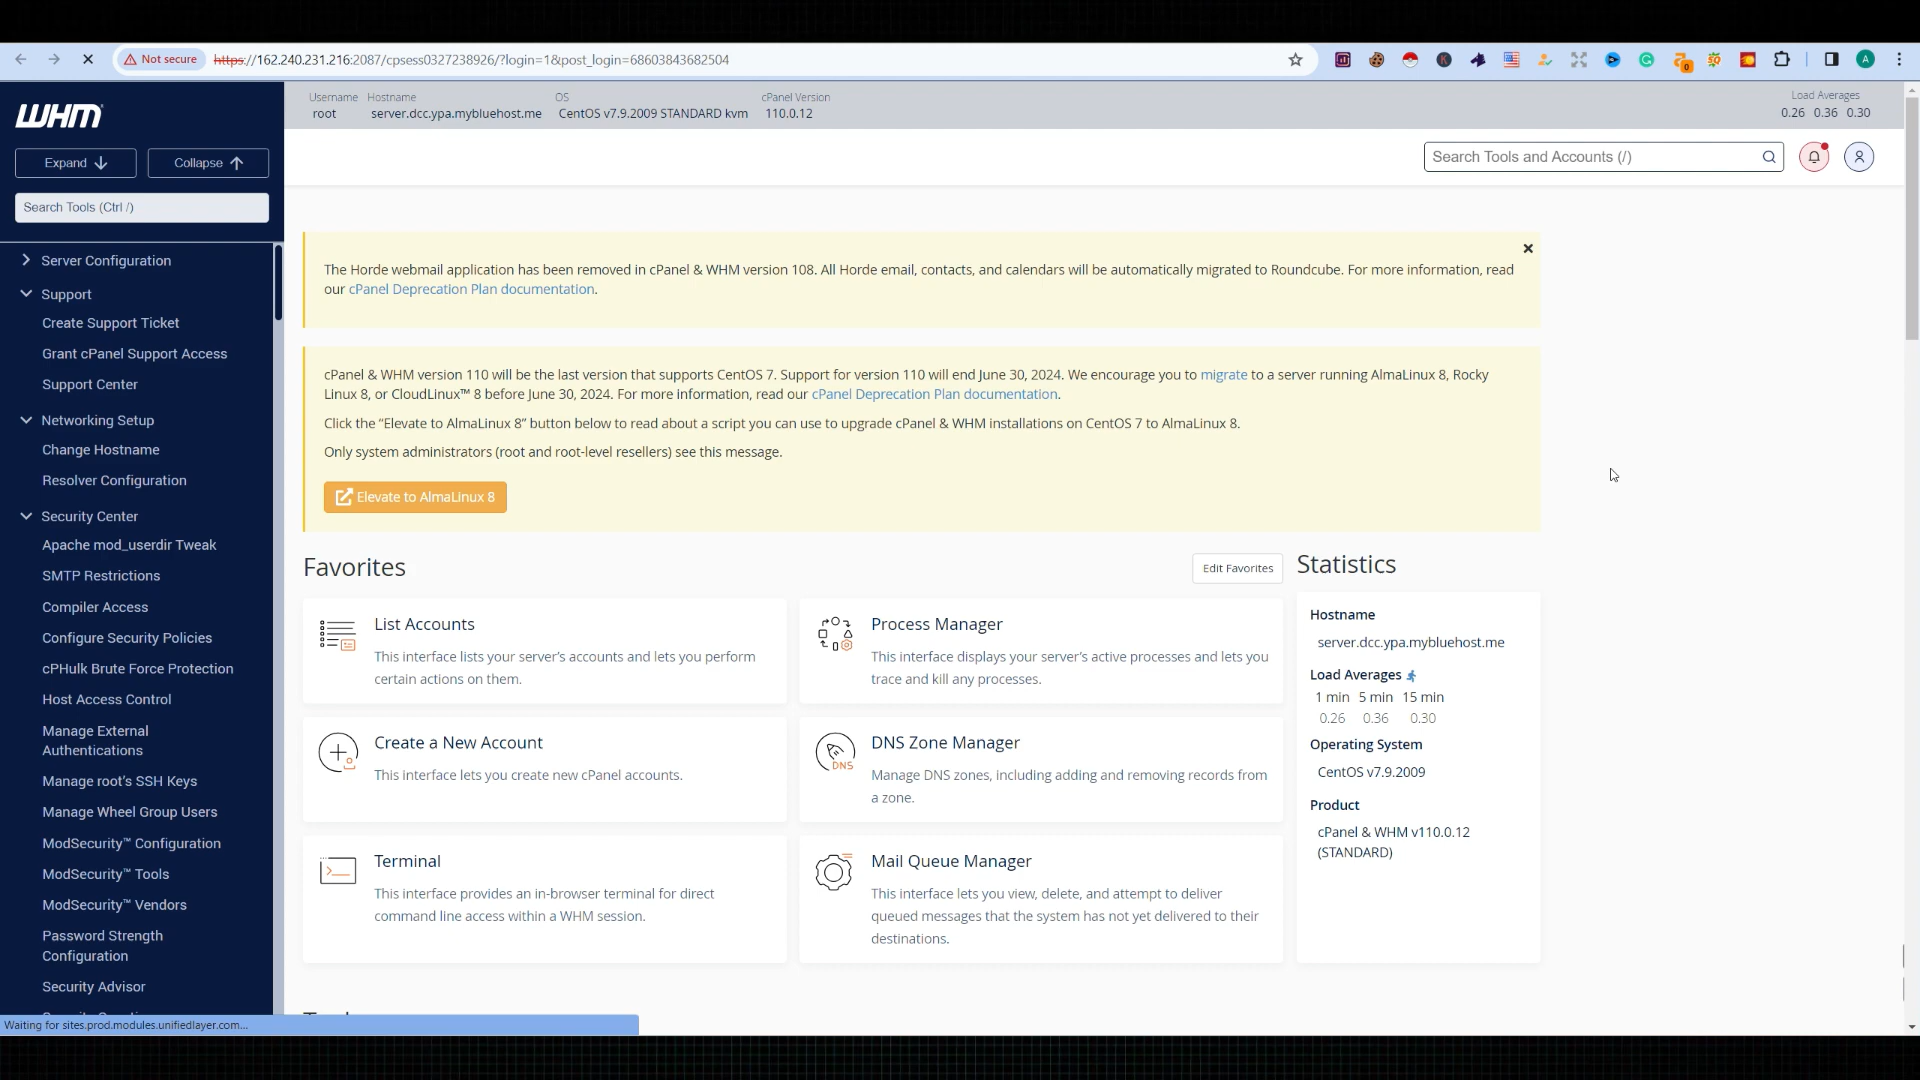 Not secure
https://162.240.231.216:2087/cpsess0327238926/?login=1&post_login=68603843682504
WHM
Expand
Collapse
Search Tools (Ctrl /)
Server Configuration
Support
Create Support Ticket
Grant cPanel Support Access
Support Center
Networking Setup
Change Hostname
Resolver Configuration
Security Center
Apache mod_userdir Tweak
SMTP Restrictions
Compiler Access
Configure Security Policies
cPHulk Brute Force Protection
Host Access Control
Manage External
Authentications
Manage root's SSH Keys
Manage Wheel Group Users
ModSecurity™ Configuration
ModSecurity™ Tools
ModSecurity™ Vendors
Password Strength
Configuration
Security Advisor
Waiting for sites.prod.modules.unifiedlayer.com...
Username Hostname OS cPanel Version Load Averages
root server.dcc.ypa.mybluehost.me CentOS v7.9.2009 STANDARD kvm 110.0.12 0.26 0.36 0.30
Search Tools and Accounts (/)
The Horde webmail application has been removed in cPanel & WHM version 108. All Horde email, contacts, and calendars will be automatically migrated to Roundcube. For more information, read
our cPanel Deprecation Plan documentation.
cPanel & WHM version 110 will be the last version that supports CentOS 7. Support for version 110 will end June 30, 2024. We encourage you to migrate to a server running AlmaLinux 8, Rocky
Linux 8, or CloudLinux™ 8 before June 30, 2024. For more information, read our cPanel Deprecation Plan documentation.
Click the “Elevate to AlmaLinux 8” button below to read about a script you can use to upgrade cPanel & WHM installations on CentOS 7 to AlmaLinux 8.
Only system administrators (root and root-level resellers) see this message.
Elevate to AlmaLinux 8
Favorites
Edit Favorites
List Accounts
This interface lists your server's accounts and lets you perform
certain actions on them.
Process Manager
This interface displays your server's active processes and lets you
trace and kill any processes.
Create a New Account
This interface lets you create new cPanel accounts.
DNS
DNS Zone Manager
Manage DNS zones, including adding and removing records from
a zone.
Terminal
This interface provides an in-browser terminal for direct
command line access within a WHM session.
Mail Queue Manager
This interface lets you view, delete, and attempt to deliver
queued messages that the system has not yet delivered to their
destinations.
Statistics
Hostname
server.dcc.ypa.mybluehost.me
Load Averages
1 min 5 min 15 min
0.26 0.36 0.30
Operating System
CentOS v7.9.2009
Product
cPanel & WHM v110.0.12
(STANDARD)